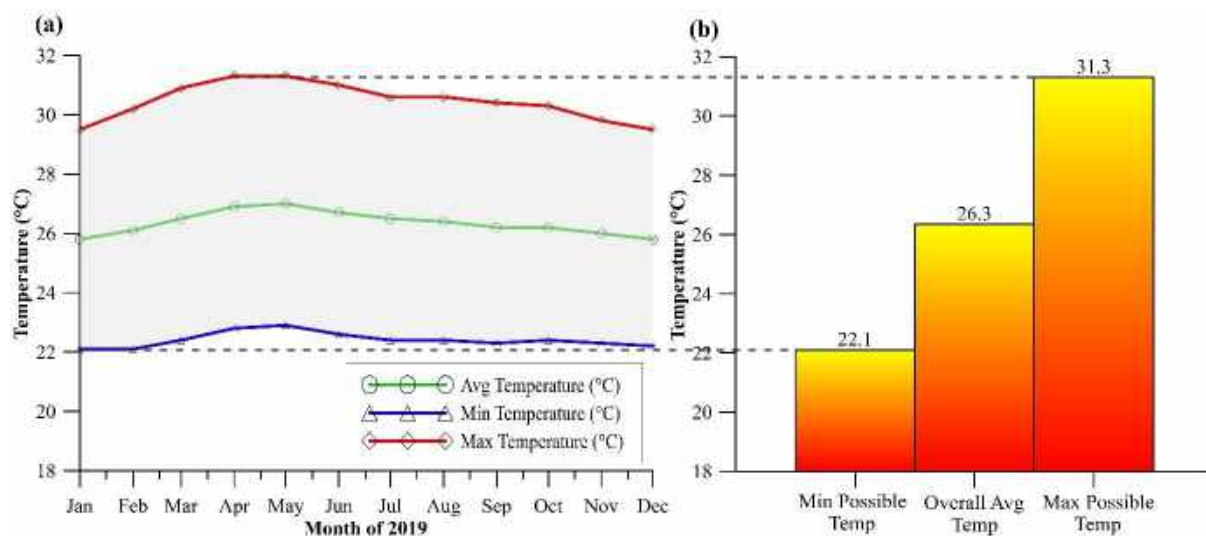 (a)
32
30
28
26
24
22
20
18
Temperature (°C)
Avg Temperature (°C)
Min Temperature (°C)
Max Temperature (°C)
Jan Feb Mar Apr May Jun Jul Aug Sep Oct Nov Dec
Month of 2019
(b)
32
30
28
26
24
22
20
18
Temperature (°C)
22.1
26.3
31.3
Min Possible
Temp
Overall Avg
Temp
Max Possible
Temp